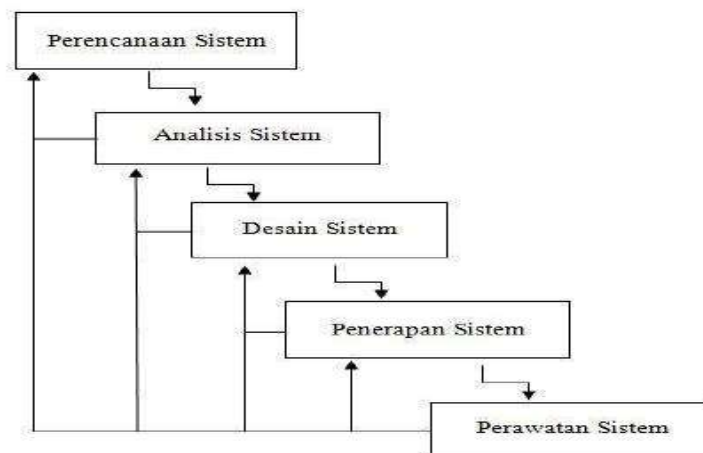 Perencanaan Sistem
Analisis Sistem
Desain Sistem
Penerapan Sistem
Perawatan Sistem